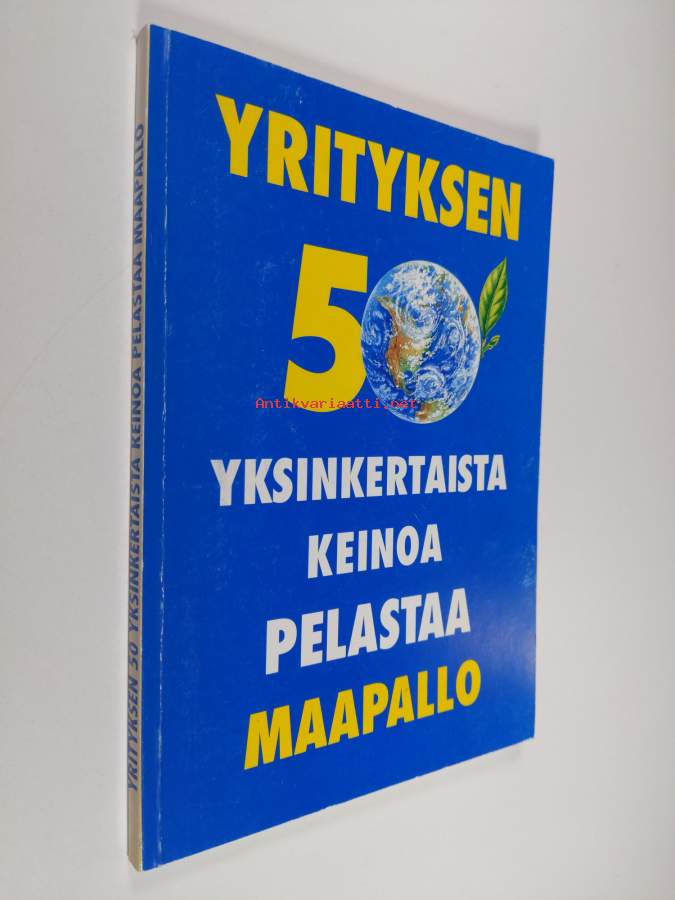 YRITYKSEN 50 YKSINKERTAISTA KEINOA PELASTAA MAAPALLO
YRITYKSEN
50
Antikvariaatti.net
YKSINKERTAISTA
KEINOA
PELASTAA
MAAPALLO